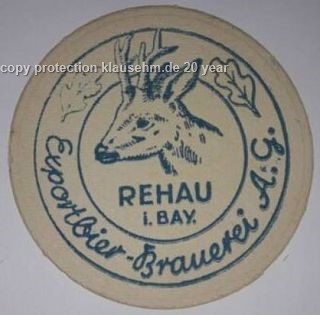 copy protection klausehm.de 20 year
REHAU
i. BAY.
Exportbier-Brauerei A.G.